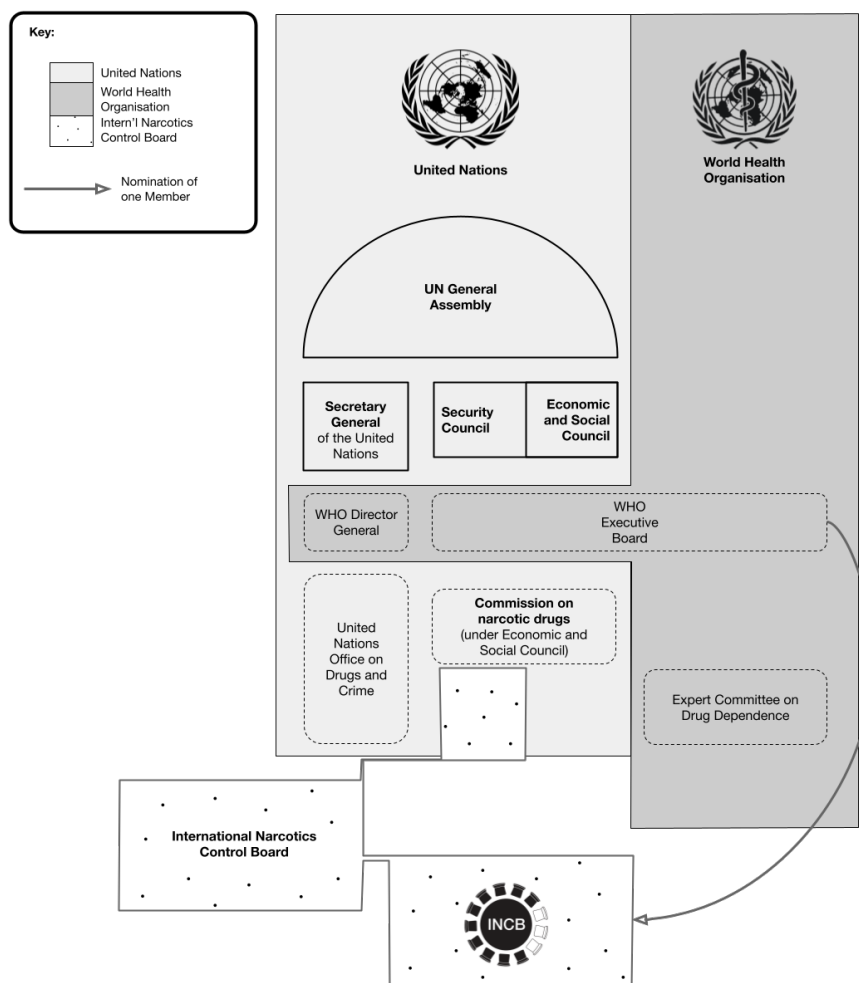 Key:
United Nations
World Health
Organisation
Intern'l Narcotics
Control Board
Nomination of
one Member
United Nations
World Health
Organisation
UN General
Assembly
Secretary
General
of the United
Nations
Security
Council
Economic
and Social
Council
WHO Director
General
WHO
Executive
Board
United
Nations
Office on
Drugs and
Crime
Commission on
narcotic drugs
(under Economic and
Social Council)
Expert Committee on
Drug Dependence
International Narcotics
Control Board
INCB